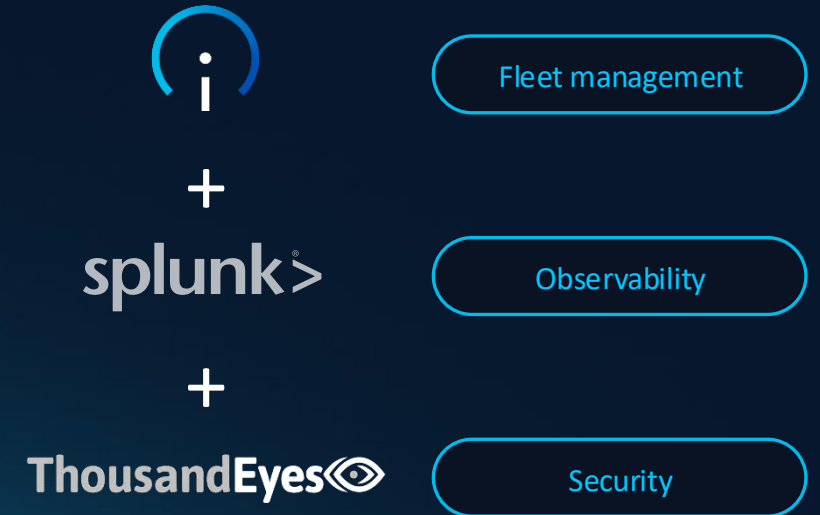 i
Fleet management
+
splunk®>
Observability
+
ThousandEyes
Security